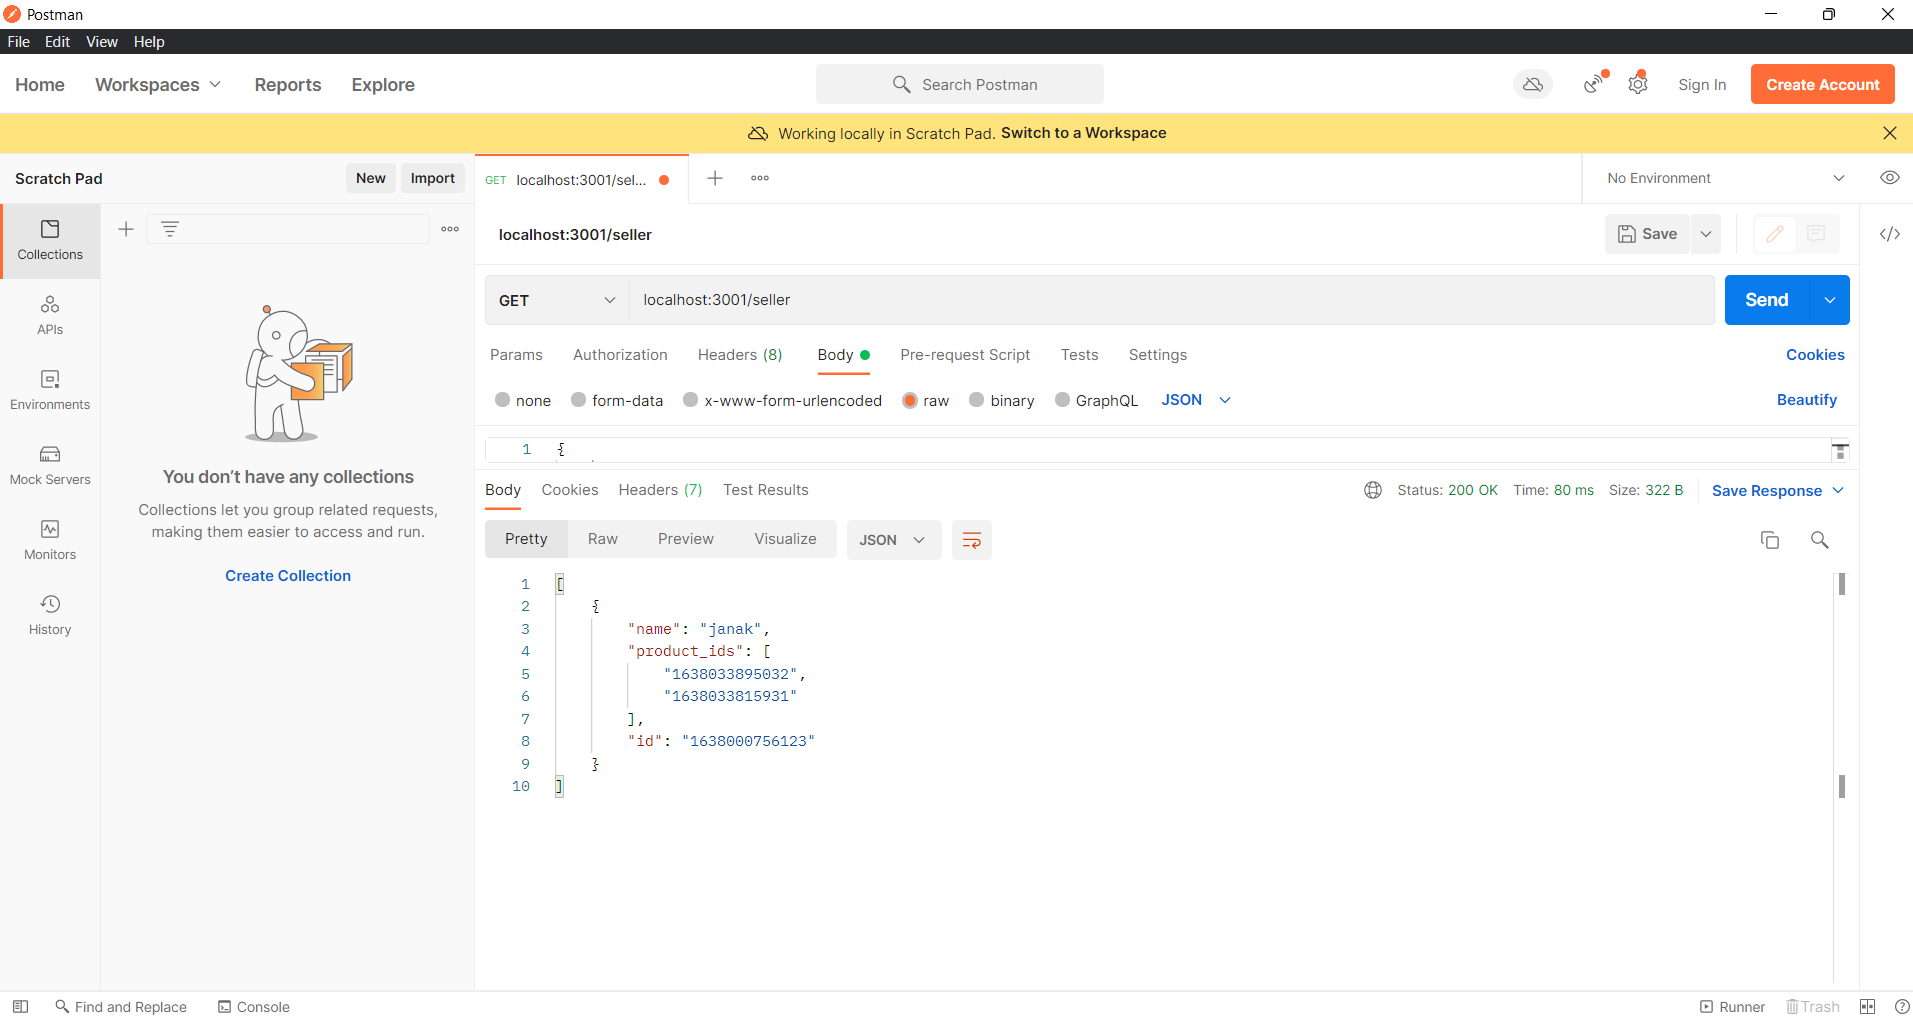 Postman
File Edit View Help
Home Workspaces Reports Explore Search Postman Sign In Create Account
Working locally in Scratch Pad. Switch to a Workspace
Scratch Pad New Import GET localhost:3001/sel... No Environment
Collections
APIs
Environments
Mock Servers
Monitors
History
You don't have any collections
Collections let you group related requests,
making them easier to access and run.
Create Collection
localhost:3001/seller Save
GET localhost:3001/seller Send
Params Authorization Headers (8) Body Pre-request Script Tests Settings Cookies
none form-data x-www-form-urlencoded raw binary GraphQL JSON Beautify
1 {
Body Cookies Headers (7) Test Results Status: 200 OK Time: 80 ms Size: 322 B Save Response
Pretty Raw Preview Visualize JSON
1 [
2 {
3 "name": "janak",
4 "product_ids": [
5 "1638033895032",
6 "1638033815931"
7 ],
8 "id": "1638000756123"
9 }
10 ]
Find and Replace Console Runner Trash